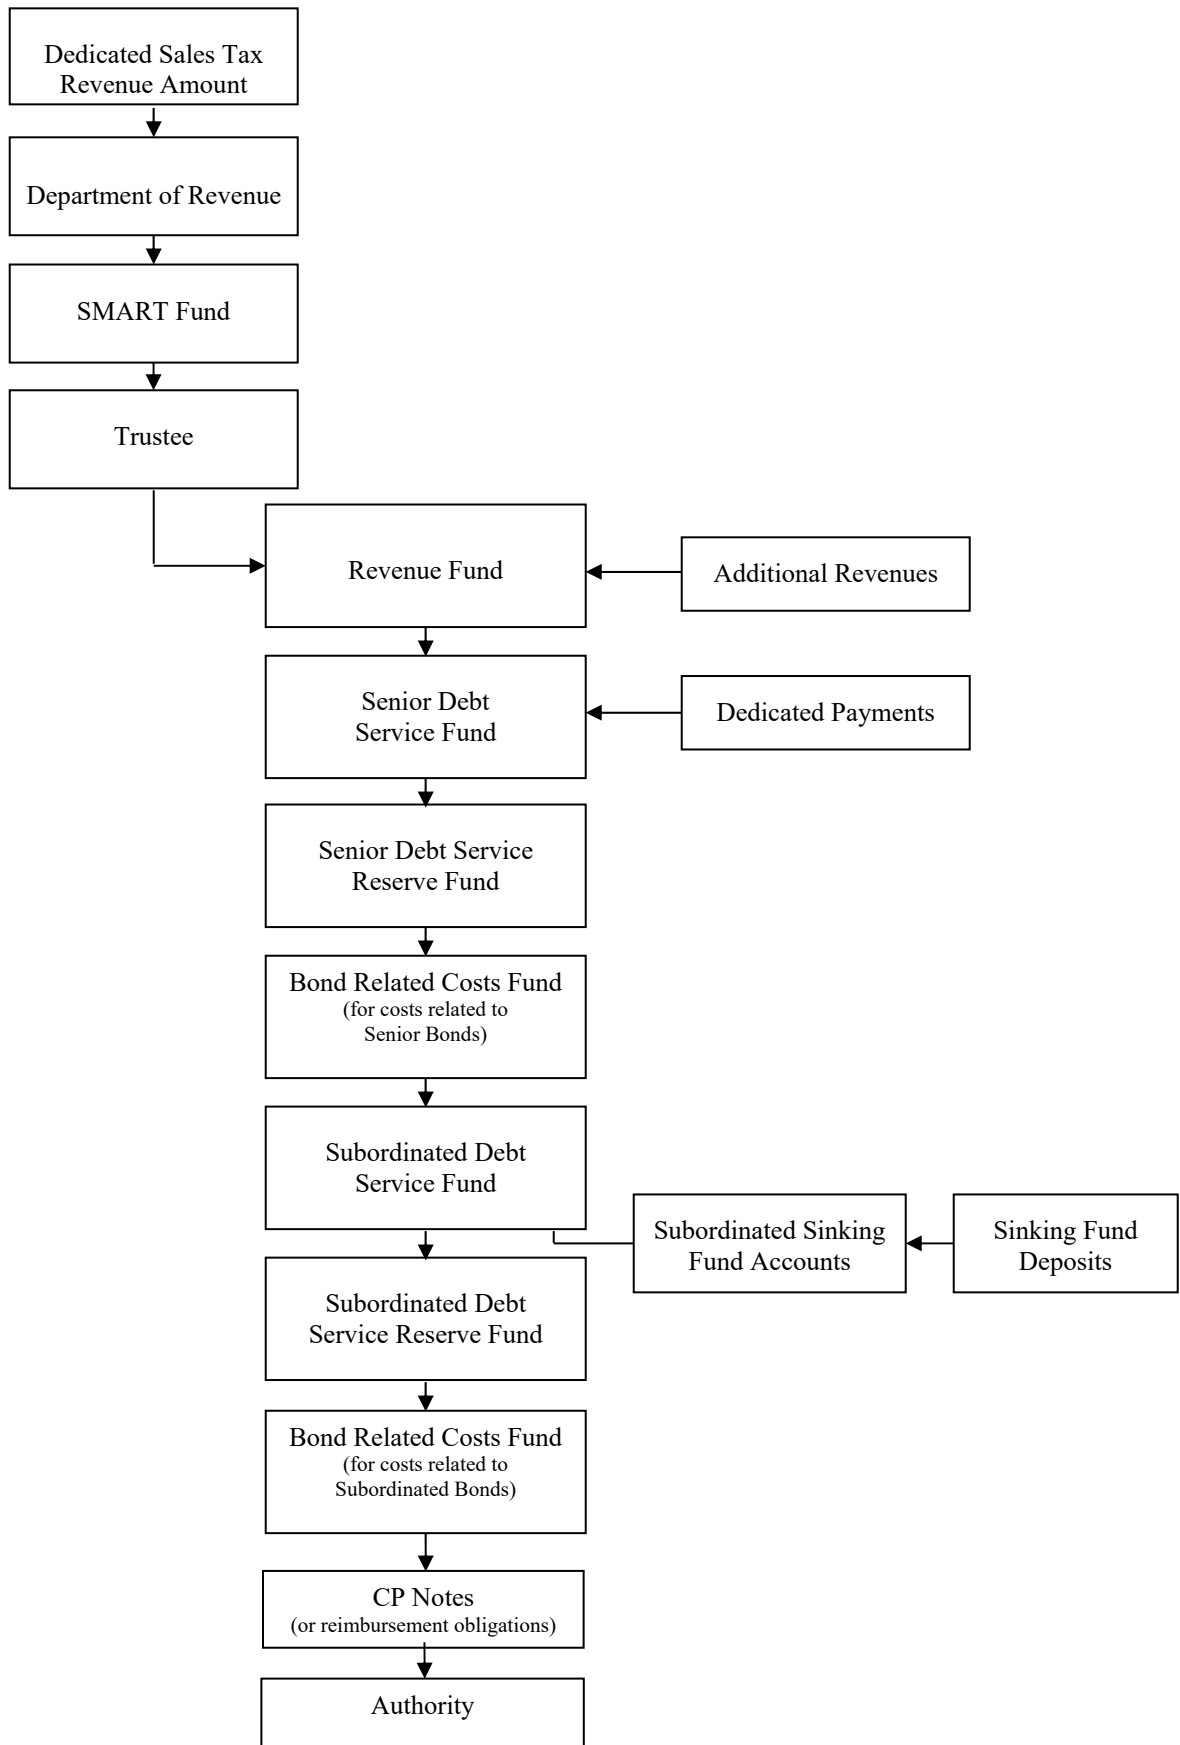 Dedicated Sales Tax
Revenue Amount
Department of Revenue
SMART Fund
Trustee
Revenue Fund
Additional Revenues
Senior Debt
Service Fund
Dedicated Payments
Senior Debt Service
Reserve Fund
Bond Related Costs Fund
(for costs related to
Senior Bonds)
Subordinated Debt
Service Fund
Subordinated Sinking
Fund Accounts
Sinking Fund
Deposits
Subordinated Debt
Service Reserve Fund
Bond Related Costs Fund
(for costs related to
Subordinated Bonds)
CP Notes
(or reimbursement obligations)
Authority